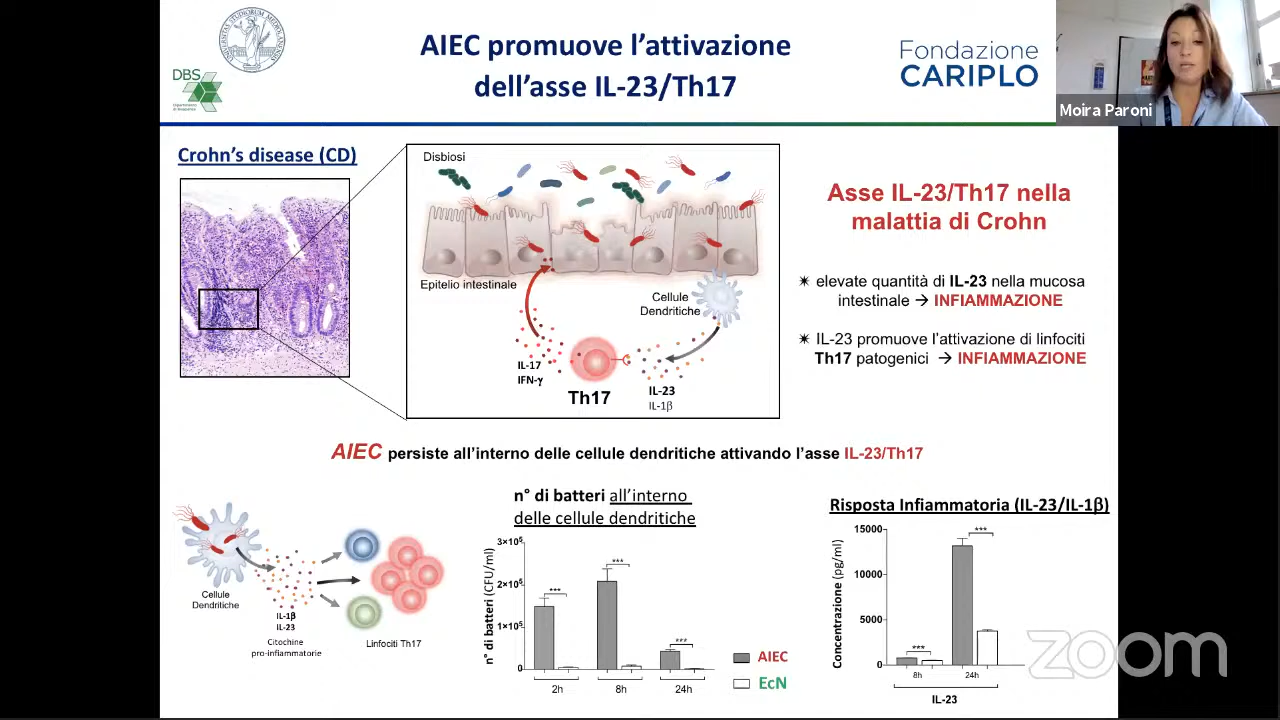 AIEC promuove l'attivazione
dell'asse IL-23/Th17
DBS
Fondazione
CARIPLO
Moira Paroni
Crohn's disease (CD)
Disbiosi
Epitelio intestinale
Cellule
Dendritiche
IL-17
IFN-γ
Th17
IL-23
IL-1β
Asse IL-23/Th17 nella
malattia di Crohn
✴ elevate quantità di IL-23 nella mucosa
intestinale → INFIAMMAZIONE
✴ IL-23 promuove l'attivazione di linfociti
Th17 patogenici → INFIAMMAZIONE
AIEC persiste all'interno delle cellule dendritiche attivando l'asse IL-23/Th17
Cellule
Dendritiche
IL-1β
IL-23
Citochine
pro-infiammatorie
Linfociti Th17
n° di batteri all'interno
delle cellule dendritiche
n° di batteri (CFU/ml)
3×10⁵
2×10⁵
1×10⁵
0
***
***
***
2h
8h
24h
AIEC
EcN
Risposta Infiammatoria (IL-23/IL-1β)
Concentrazione (pg/ml)
15000
10000
5000
0
***
***
8h
24h
IL-23
zoom